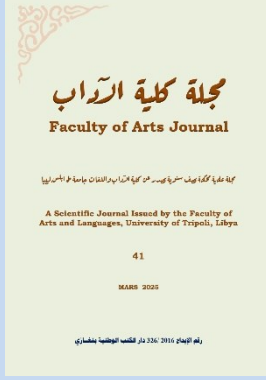 مجلة كلية الآداب
Faculty of Arts Journal
مجلة علمية محكمة نصف سنوية تصدر عن كلية الآداب واللغات جامعة طرابلس ليبيا
A Scientific Journal Issued by the Faculty of
Arts and Languages, University of Tripoli, Libya
41
MARS 2025
رقم الإيداع 2016 /326 دار الكتب الوطنية بنغازي